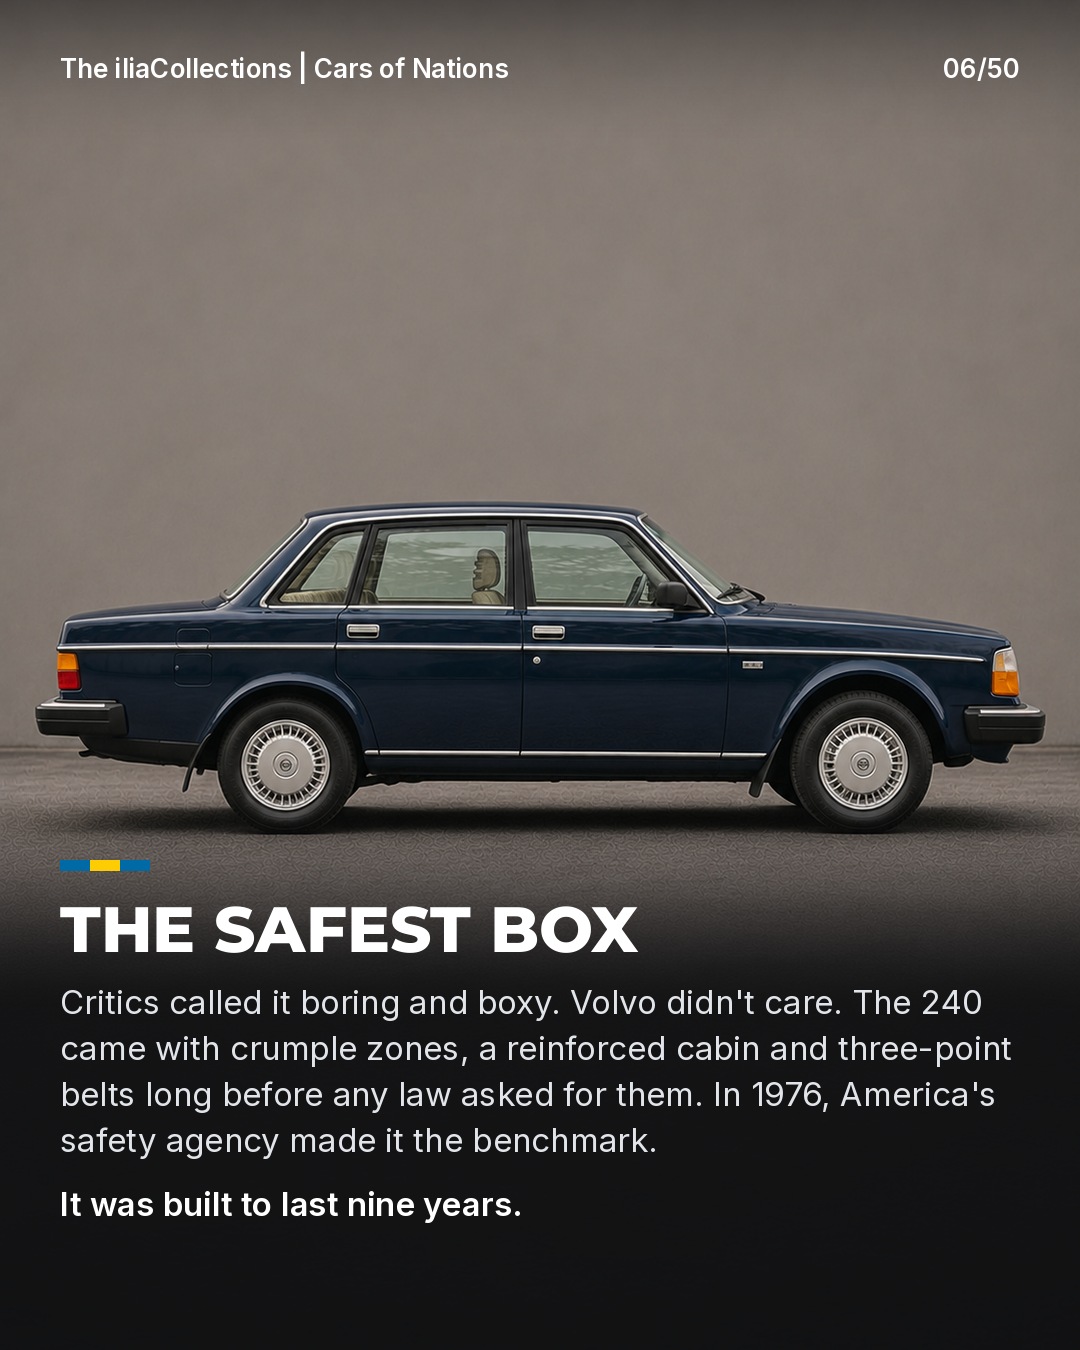 The iliaCollections | Cars of Nations
06/50
THE SAFEST BOX
Critics called it boring and boxy. Volvo didn't care. The 240
came with crumple zones, a reinforced cabin and three-point
belts long before any law asked for them. In 1976, America's
safety agency made it the benchmark.
It was built to last nine years.